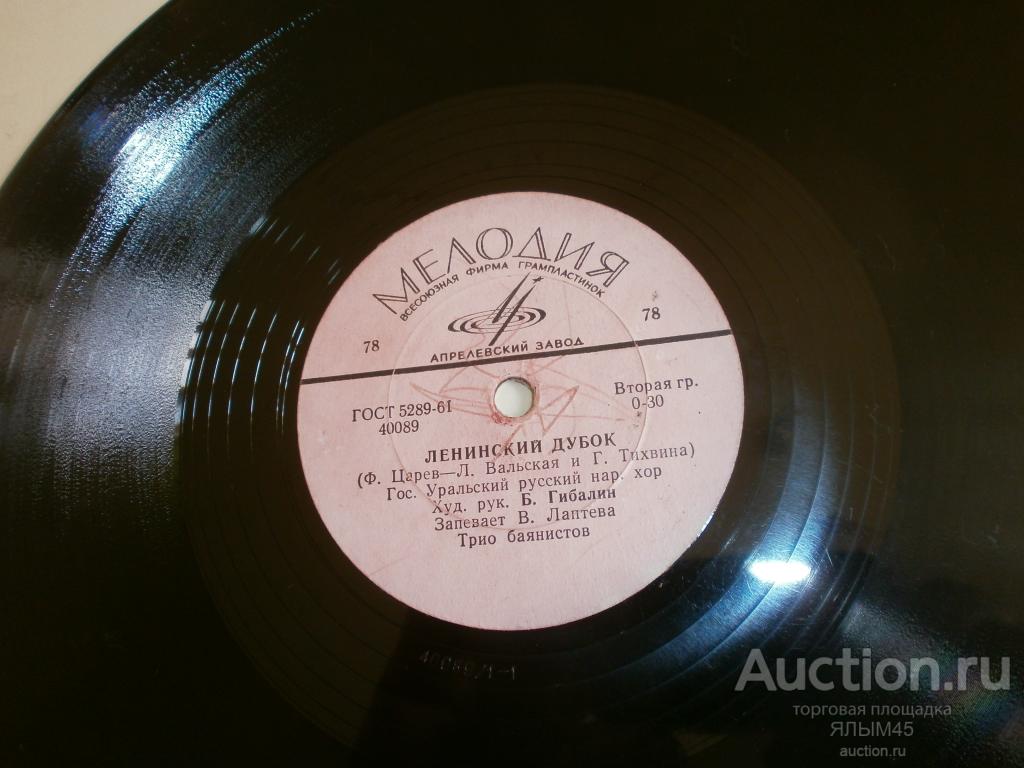 МЕЛОДИЯ
ВСЕСОЮЗНАЯ ФИРМА ГРАМПЛАСТИНОК
78
78
АПРЕЛЕВСКИЙ ЗАВОД
ГОСТ 5289-61
40089
Вторая гр.
0-30
ЛЕНИНСКИЙ ДУБОК
(Ф. Царев—Л. Вальская и Г. Тихвина)
Гос. Уральский русский нар. хор
Худ. рук. Б. Гибалин
Запевает В. Лаптева
Трио баянистов
Auction.ru
торговая площадка
ЯЛЫМ45
auction.ru